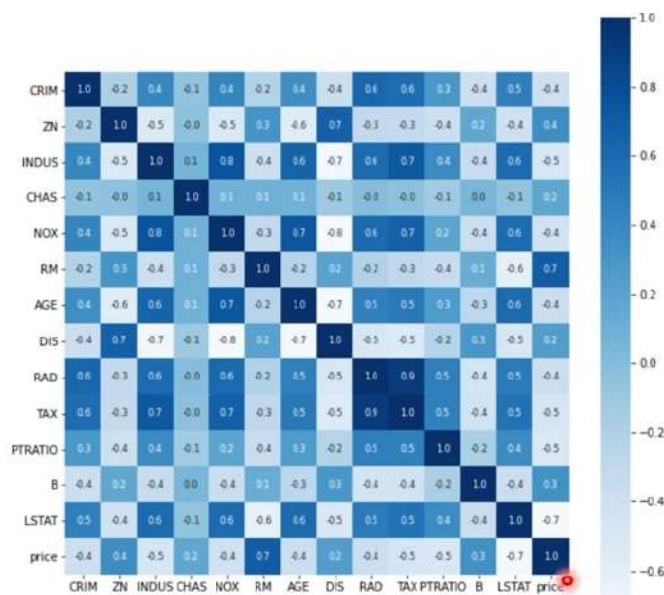 1.0
CRIM 1.0 -0.2 0.4 -0.1 0.4 -0.2 0.4 -0.4 0.6 0.6 0.3 -0.4 0.5 -0.4
0.8
ZN -0.2 1.0 -0.5 -0.0 -0.5 0.3 -0.6 0.7 -0.3 -0.3 -0.4 0.2 -0.4 0.4
INDUS 0.4 -0.5 1.0 0.1 0.8 -0.4 0.6 -0.7 0.6 0.7 0.4 -0.4 0.6 -0.5
0.6
CHAS -0.1 -0.0 0.1 1.0 0.1 0.1 0.1 -0.1 -0.0 -0.0 -0.1 0.0 -0.1 0.2
0.4
NOX 0.4 -0.5 0.8 0.1 1.0 -0.3 0.7 -0.8 0.6 0.7 0.2 -0.4 0.6 -0.4
RM -0.2 0.3 -0.4 0.1 -0.3 1.0 -0.2 0.2 -0.2 -0.3 -0.4 0.1 -0.6 0.7
0.2
AGE 0.4 -0.6 0.6 0.1 0.7 -0.2 1.0 -0.7 0.5 0.5 0.3 -0.3 0.6 -0.4
DIS -0.4 0.7 -0.7 -0.1 -0.8 0.2 -0.7 1.0 -0.5 -0.5 -0.2 0.3 -0.5 0.2
0.0
RAD 0.6 -0.3 0.6 -0.0 0.6 -0.2 0.5 -0.5 1.0 0.9 0.5 -0.4 0.5 -0.4
TAX 0.6 -0.3 0.7 -0.0 0.7 -0.3 0.5 -0.5 0.9 1.0 0.5 -0.4 0.5 -0.5
-0.2
PTRATIO 0.3 -0.4 0.4 -0.1 0.2 -0.4 0.3 -0.2 0.5 0.5 1.0 -0.2 0.4 -0.5
B -0.4 0.2 -0.4 0.0 -0.4 0.1 -0.3 0.3 -0.4 -0.4 -0.2 1.0 -0.4 0.3
-0.4
LSTAT 0.5 -0.4 0.6 -0.1 0.6 -0.6 0.6 -0.5 0.5 0.5 0.4 -0.4 1.0 -0.7
price -0.4 0.4 -0.5 0.2 -0.4 0.7 -0.4 0.2 -0.4 -0.5 -0.5 0.3 -0.7 1.0
-0.6
CRIM ZN INDUS CHAS NOX RM AGE DIS RAD TAX PTRATIO B LSTAT price